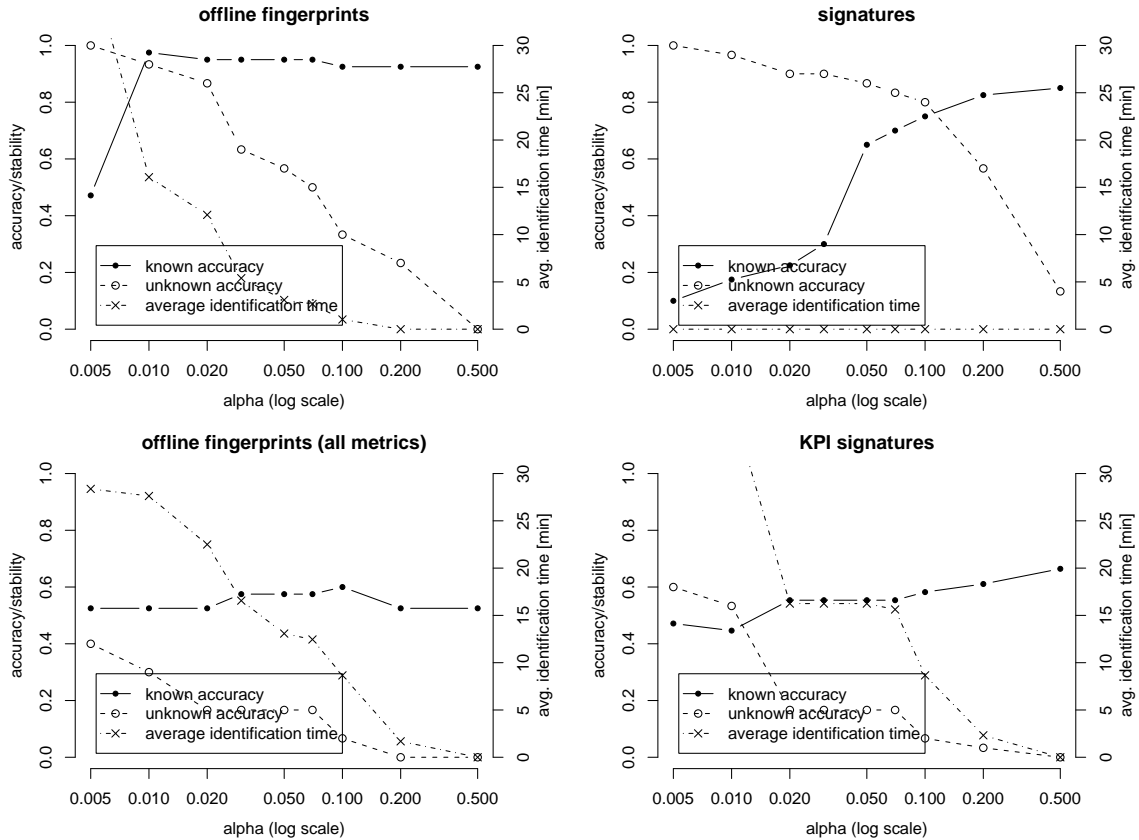 offline fingerprints
1.0
0.8
0.6
0.4
0.2
0.0
accuracy/stability
30
25
20
15
10
5
0
avg. identification time [min]
known accuracy
unknown accuracy
average identification time
0.005 0.010 0.020 0.050 0.100 0.200 0.500
alpha (log scale)
signatures
1.0
0.8
0.6
0.4
0.2
0.0
accuracy/stability
30
25
20
15
10
5
0
avg. identification time [min]
known accuracy
unknown accuracy
average identification time
0.005 0.010 0.020 0.050 0.100 0.200 0.500
alpha (log scale)
offline fingerprints (all metrics)
1.0
0.8
0.6
0.4
0.2
0.0
accuracy/stability
30
25
20
15
10
5
0
avg. identification time [min]
known accuracy
unknown accuracy
average identification time
0.005 0.010 0.020 0.050 0.100 0.200 0.500
alpha (log scale)
KPI signatures
1.0
0.8
0.6
0.4
0.2
0.0
accuracy/stability
30
25
20
15
10
5
0
avg. identification time [min]
known accuracy
unknown accuracy
average identification time
0.005 0.010 0.020 0.050 0.100 0.200 0.500
alpha (log scale)